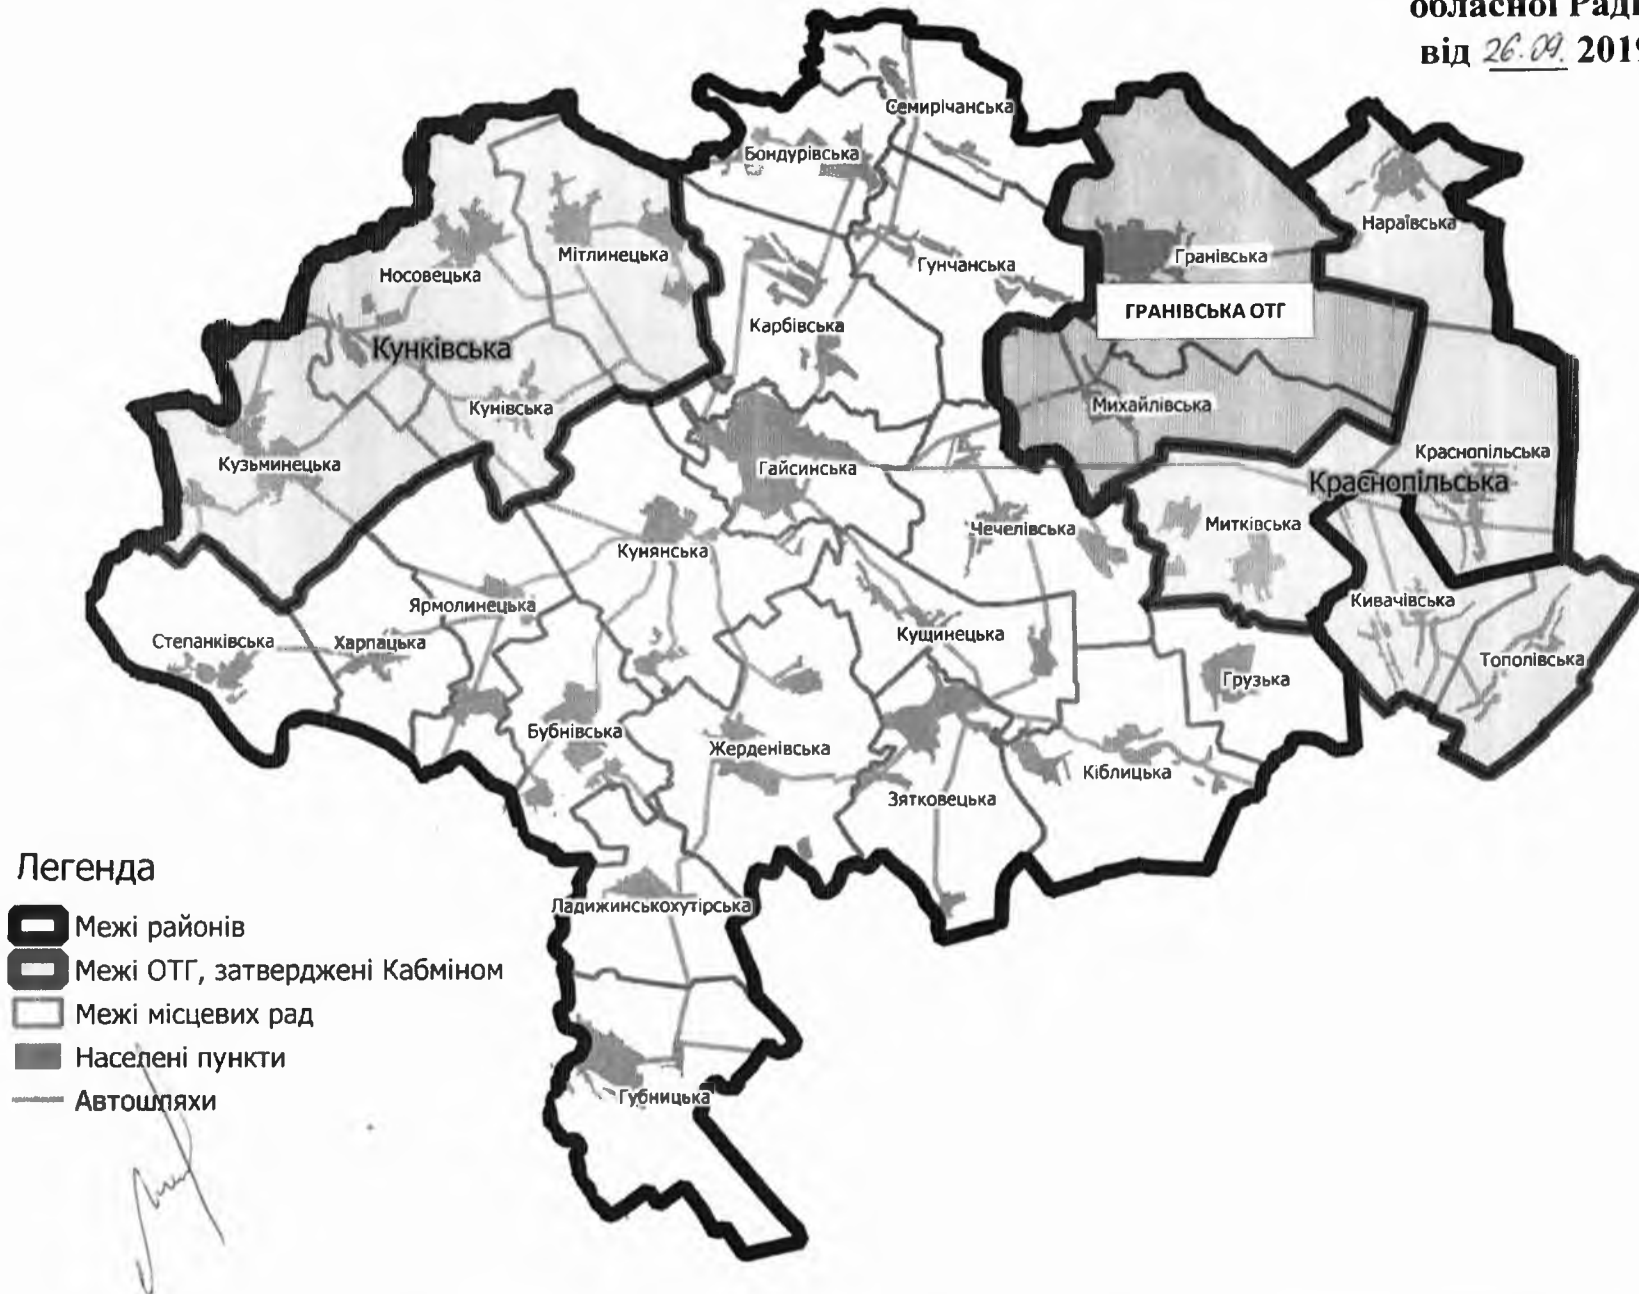 обласної Ради
від 26.09. 2019
Семирічанська
Бондурівська
Нараївська
Мітлинецька
Гранівська
Гунчанська
Носовецька
ГРАНІВСЬКА ОТГ
Карбівська
Кунківська
Михайлівська
Кунівська
Краснопільська
Кузьминецька
Гайсинська
Краснопільська
Митківська
Чечелівська
Кунянська
Кивачівська
Ярмолинецька
Кущинецька
Степанківська
Харпацька
Тополівська
Грузька
Бубнівська
Жерденівська
Кіблицька
Зятковецька
Ладижинськохутірська
Губницька
Легенда
Межі районів
Межі ОТГ, затверджені Кабміном
Межі місцевих рад
Населені пункти
Автошляхи